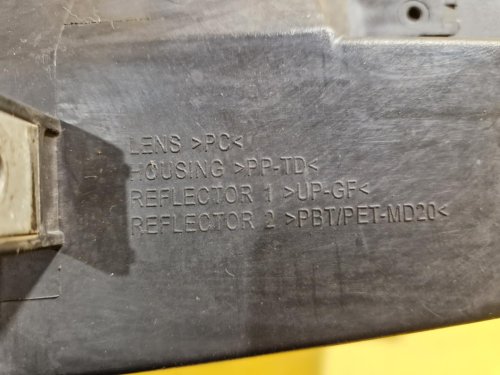 LENS >PC<
HOUSING >PP-TD<
REFLECTOR 1 >UP-GF<
REFLECTOR 2 >PBT/PET-MD20<